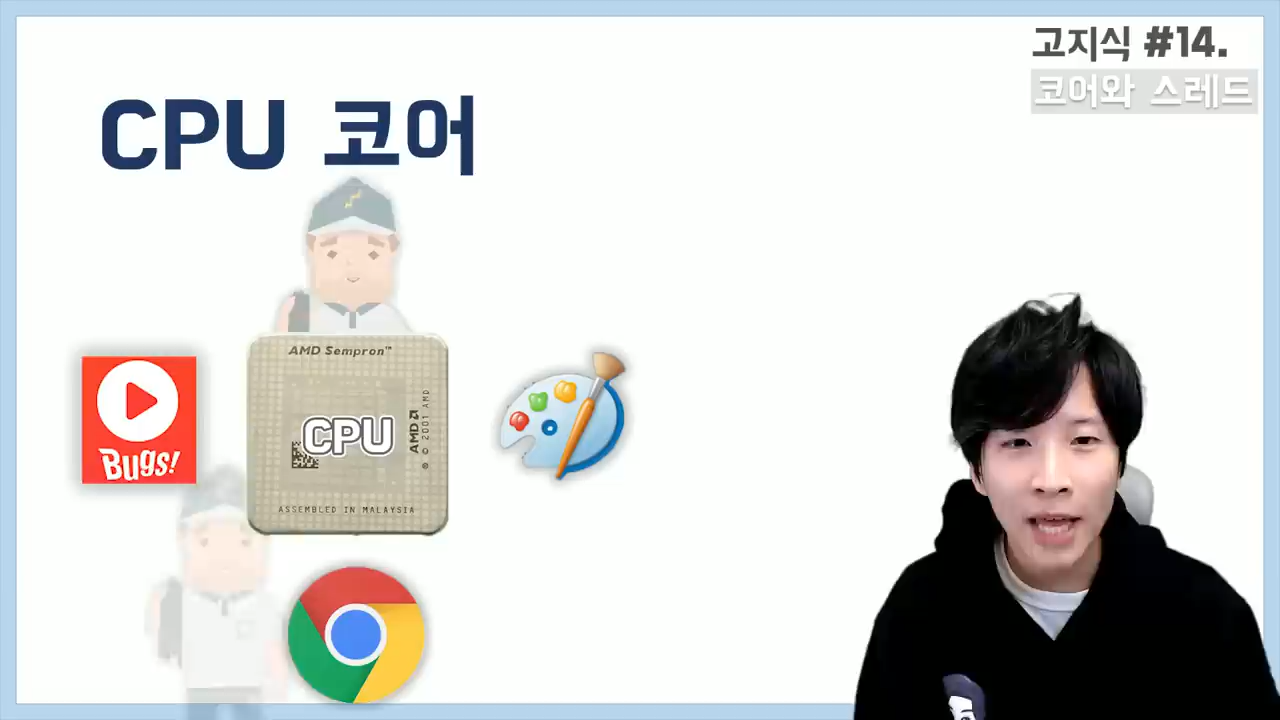 고지식 #14.
코어와 스레드
CPU 코어
AMD Sempron™
CPU
AMD
® © 2001 AMD
ASSEMBLED IN MALAYSIA
Bugs!